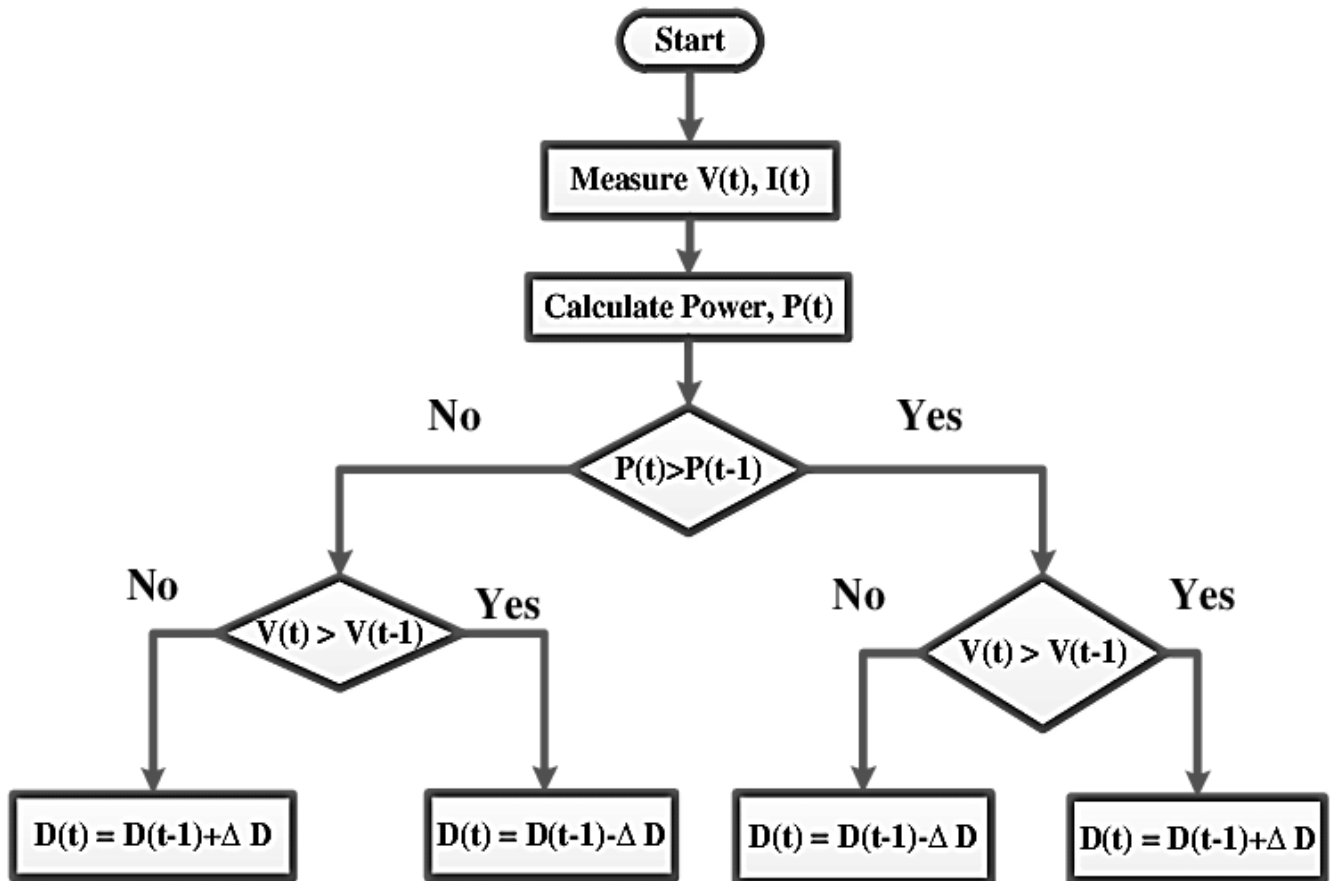 Start
Measure V(t), I(t)
Calculate Power, P(t)
No
Yes
P(t)>P(t-1)
No
Yes
V(t) > V(t-1)
No
Yes
V(t) > V(t-1)
D(t) = D(t-1)+Δ D
D(t) = D(t-1)-Δ D
D(t) = D(t-1)-Δ D
D(t) = D(t-1)+Δ D